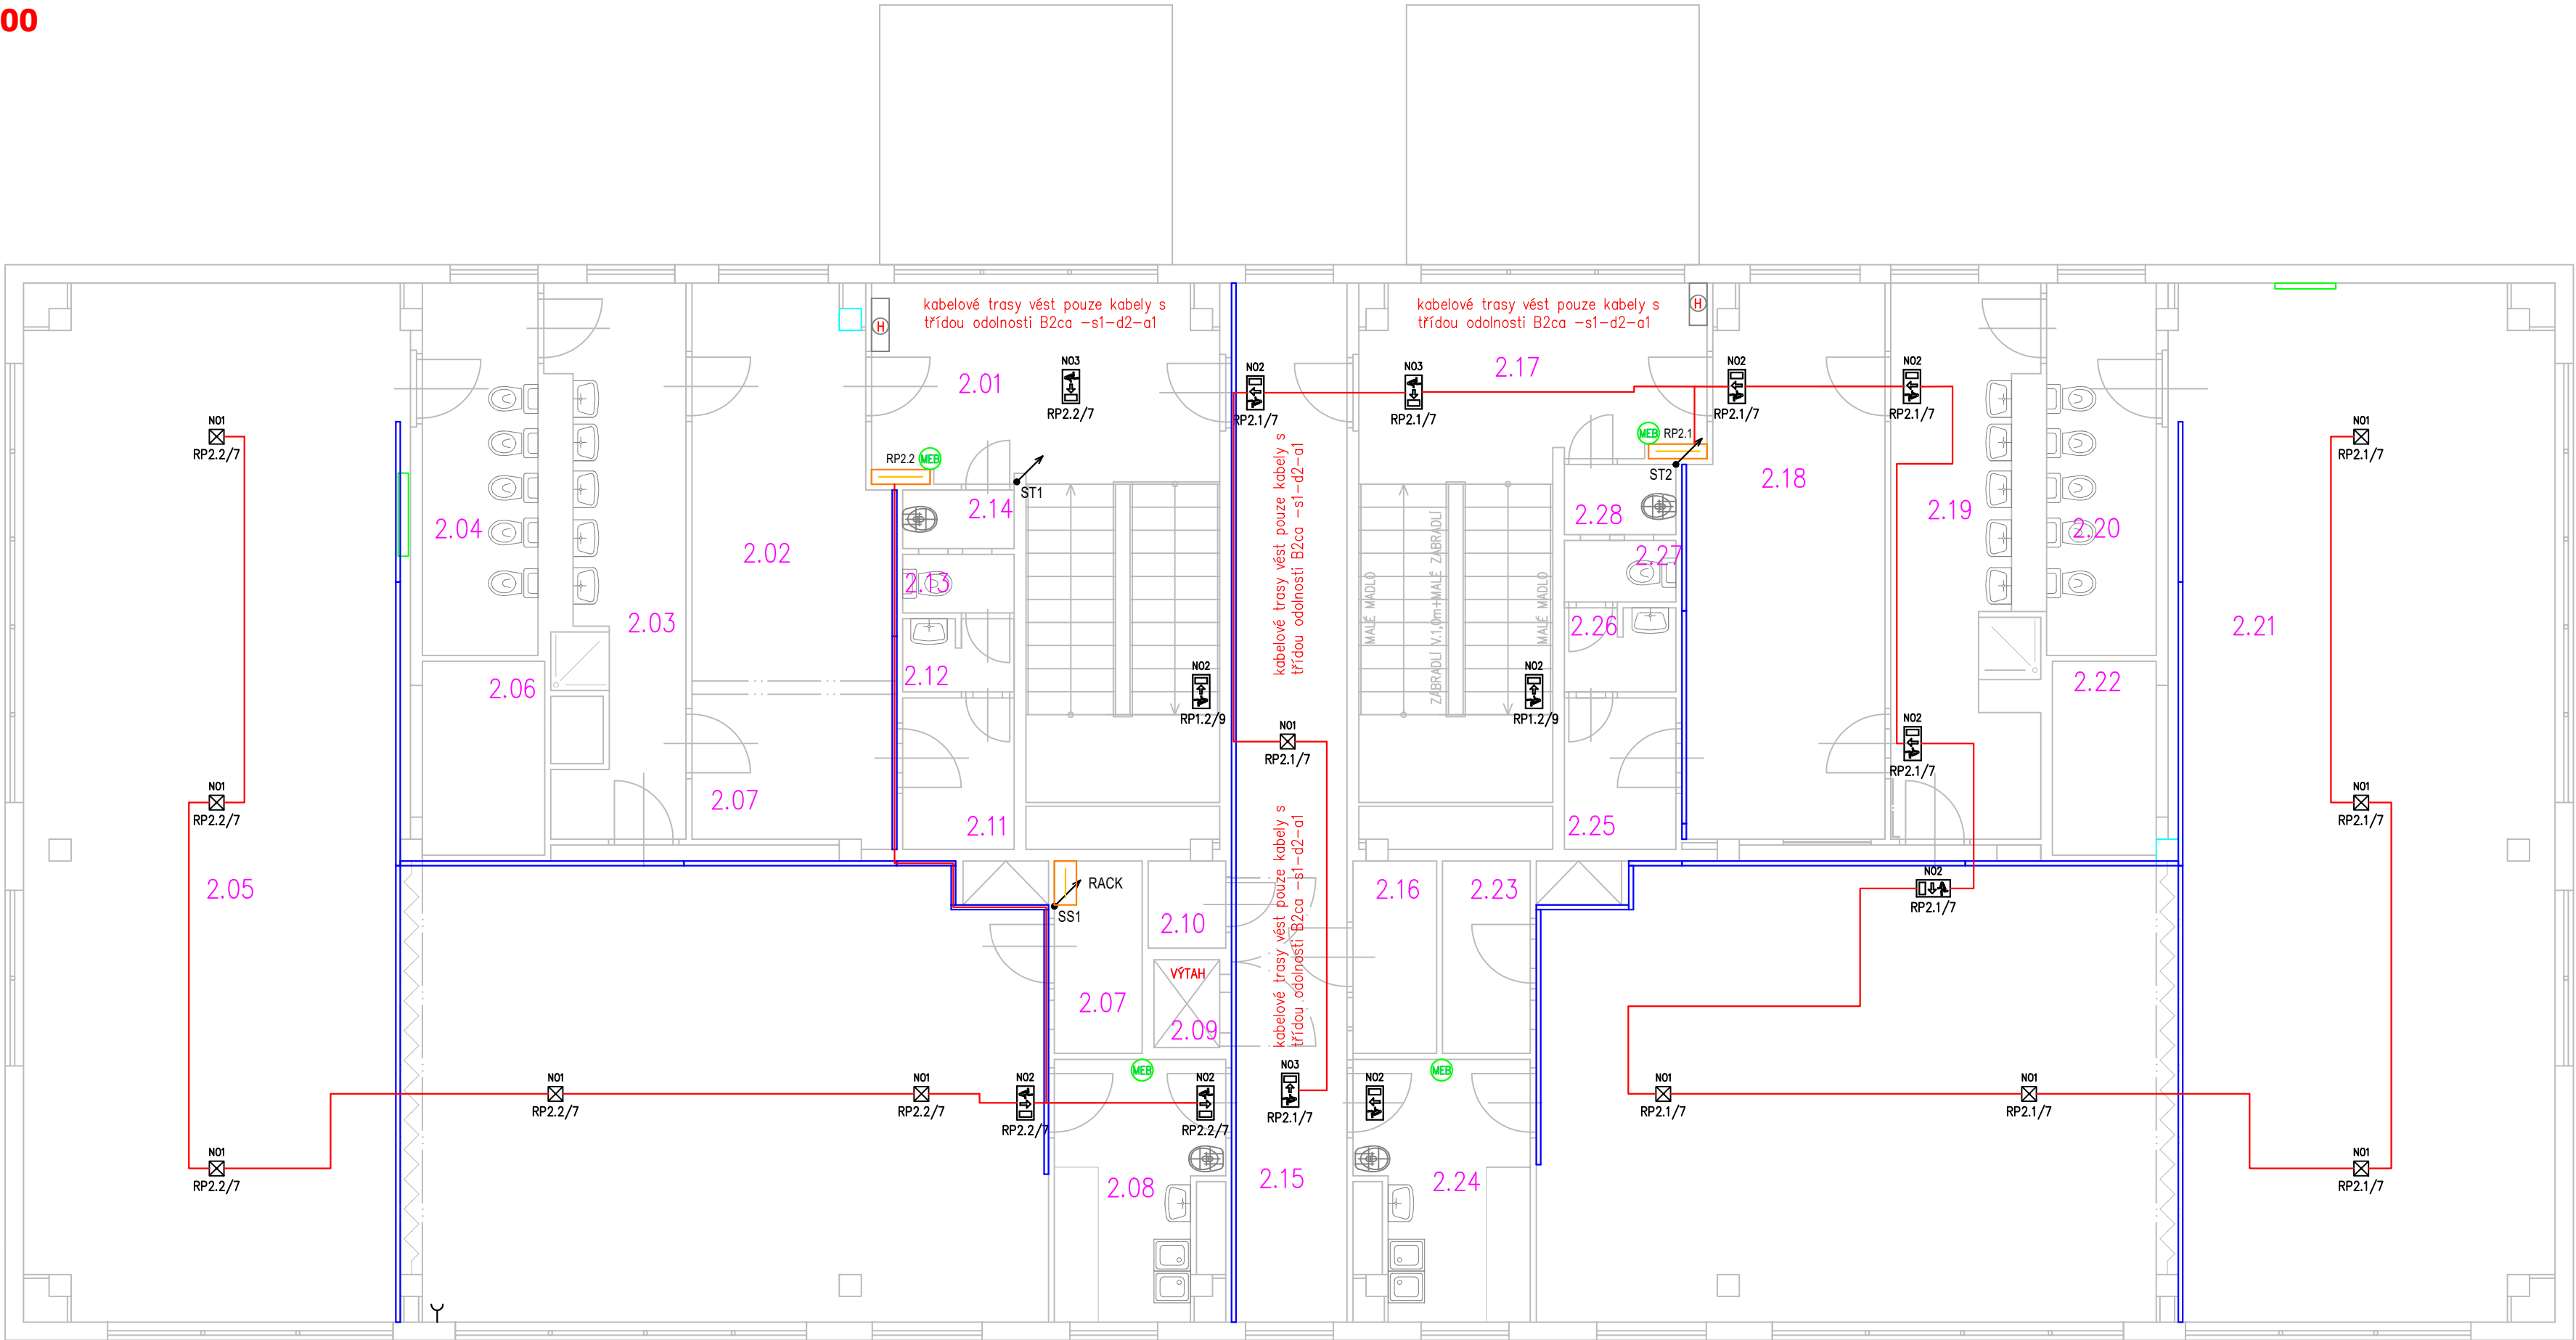 00
kabelové trasy vést pouze kabely s
třídou odolnosti B2ca -s1-d2-a1
kabelové trasy vést pouze kabely s
třídou odolnosti B2ca -s1-d2-a1
H
H
2.01
NO3
RP2.2/7
NO2
RP2.1/7
NO3
RP2.1/7
2.17
NO2
RP2.1/7
NO2
RP2.1/7
NO1
RP2.2/7
NO1
RP2.1/7
RP2.2
MEB
MEB
RP2.1
ST1
ST2
kabelové trasy vést pouze kabely s
třídou odolnosti B2ca -s1-d2-a1
2.04
2.02
2.14
2.28
2.18
2.19
2.20
2.13
2.27
2.03
2.12
2.26
2.21
MALÉ MADLO
ZÁBRADLÍ V.1,0m+MALÉ ZÁBRADLÍ
MALÉ MADLO
2.06
NO2
RP1.2/9
NO2
RP1.2/9
2.22
NO1
RP2.1/7
NO2
RP2.1/7
NO1
RP2.2/7
2.07
2.11
2.25
NO1
RP2.1/7
kabelové trasy vést pouze kabely s
třídou odolnosti B2ca -s1-d2-a1
2.05
RACK
SS1
2.10
2.16
2.23
NO2
RP2.1/7
VÝTAH
2.07
2.09
MEB
MEB
NO1
RP2.2/7
NO1
RP2.2/7
NO2
RP2.2/7
NO2
RP2.2/7
NO3
RP2.1/7
NO2
NO1
RP2.1/7
NO1
RP2.1/7
NO1
RP2.2/7
2.08
2.15
2.24
NO1
RP2.1/7